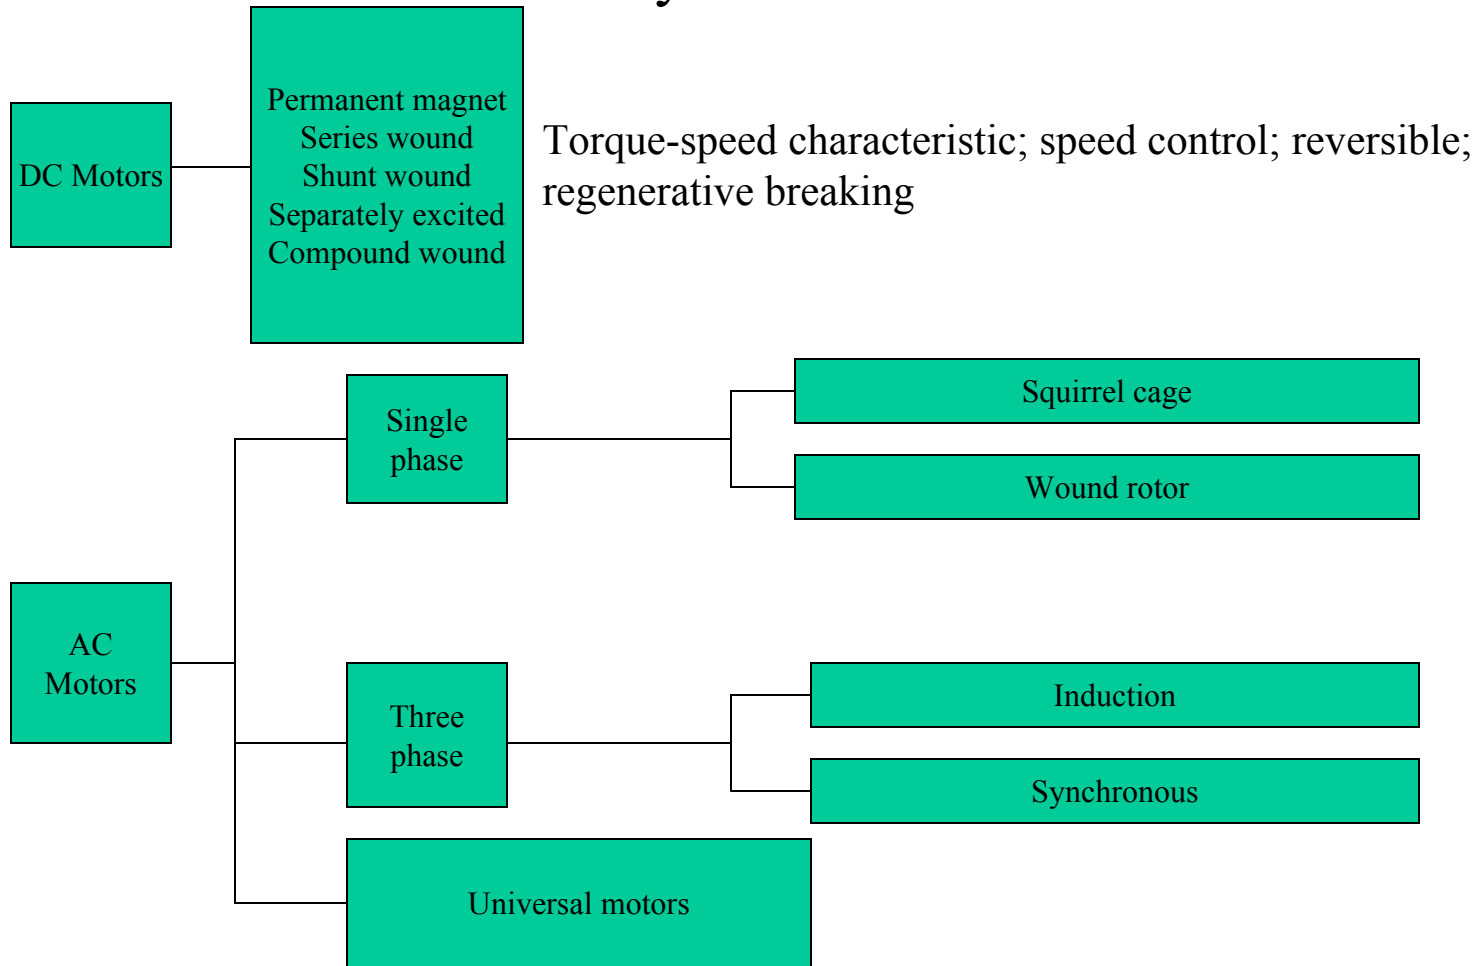 DC Motors
Permanent magnet
Series wound
Shunt wound
Separately excited
Compound wound
Torque-speed characteristic; speed control; reversible;
regenerative breaking
AC
Motors
Single
phase
Squirrel cage
Wound rotor
Three
phase
Induction
Synchronous
Universal motors